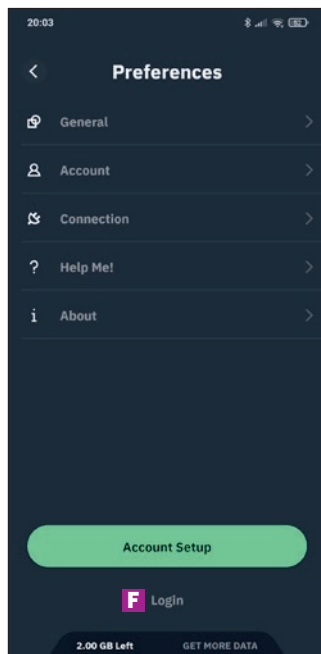 20:03
Preferences
General
Account
Connection
? Help Me!
i About
Account Setup
F Login
2.00 GB Left GET MORE DATA